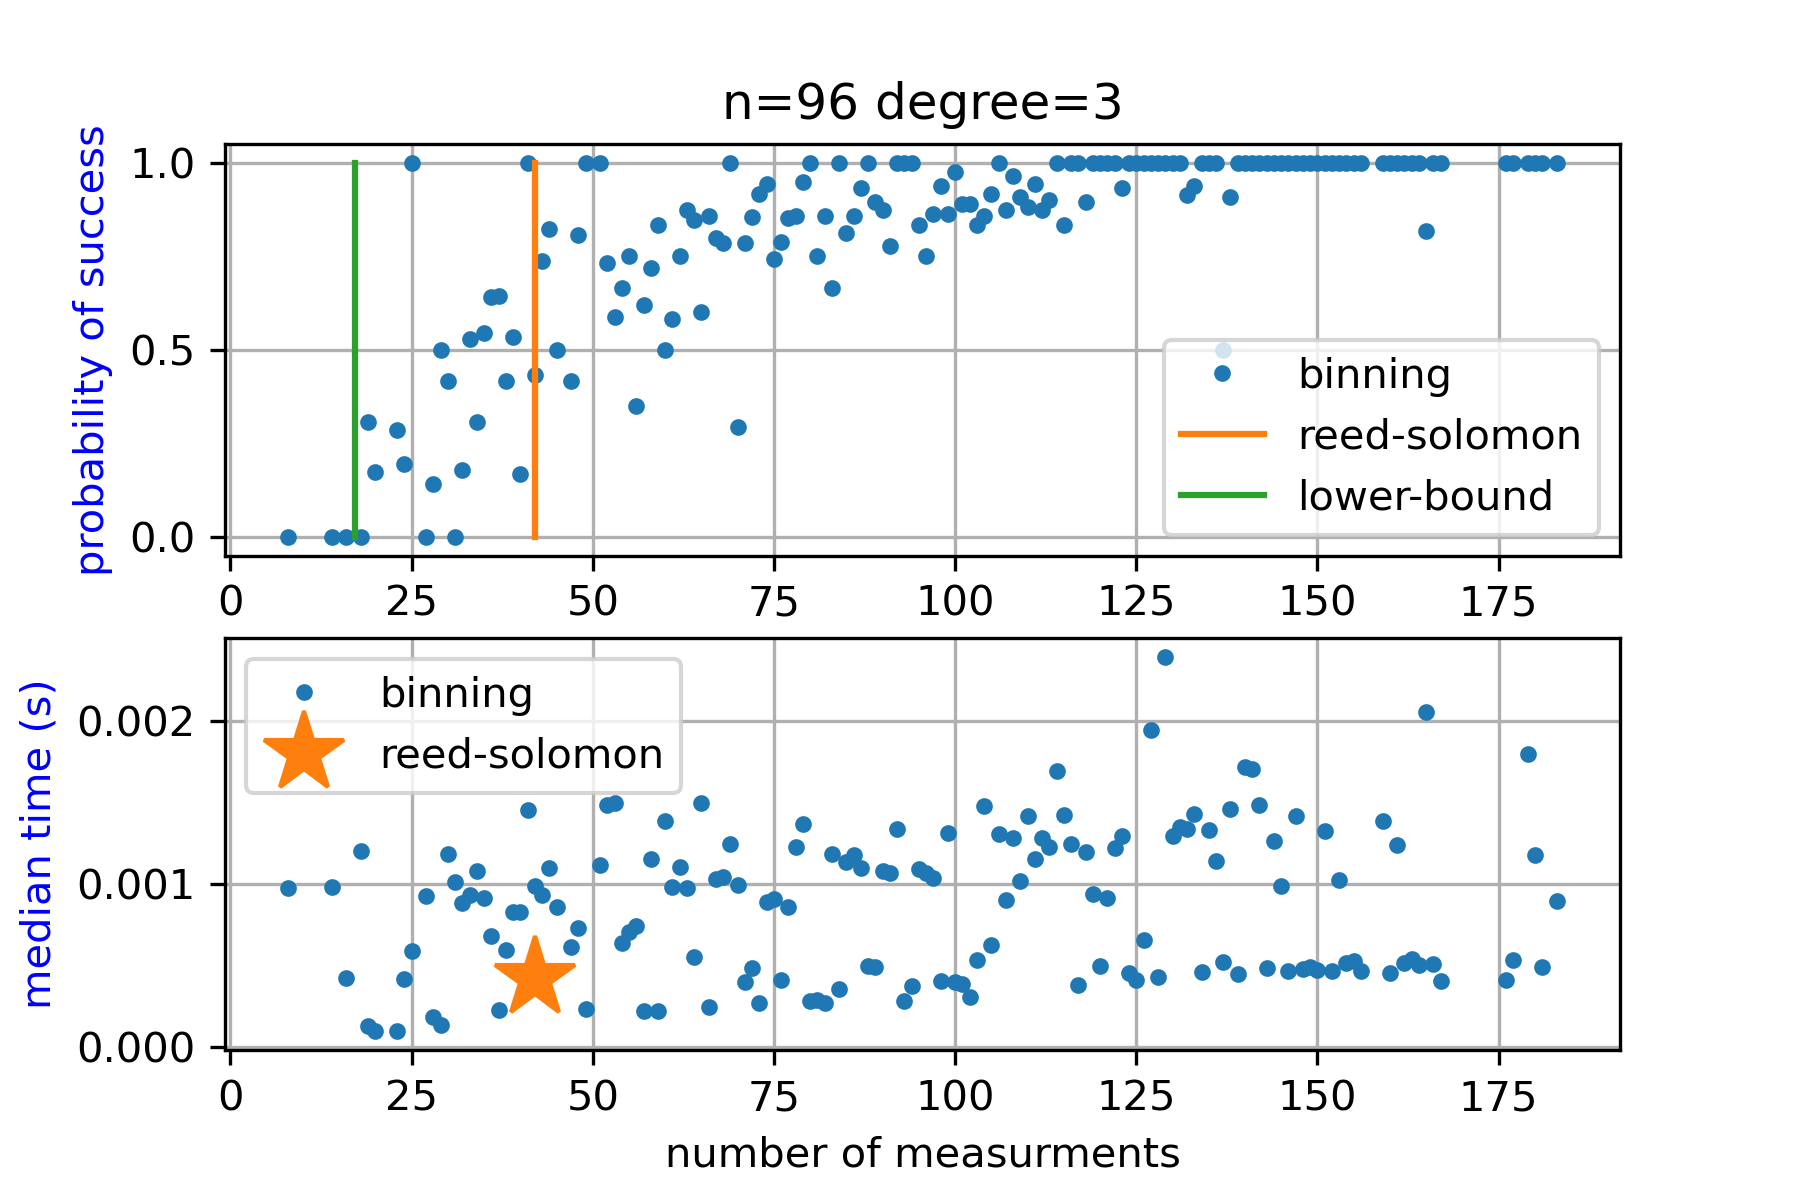 n=96 degree=3
probability of success
1.0
0.5
0.0
binning
reed-solomon
lower-bound
0 25 50 75 100 125 150 175
median time (s)
0.002
0.001
0.000
binning
reed-solomon
0 25 50 75 100 125 150 175
number of measurments